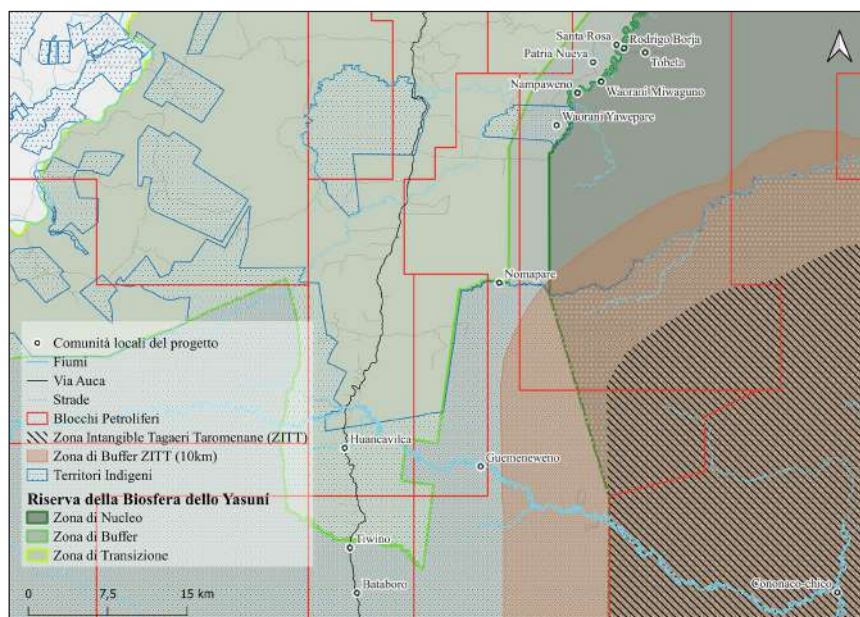 Santa Rosa
Rodrigo Borja
Patria Nueva
Tobeta
Nampaweno
Waorani Miwaguno
Waorani Yawepare
Nomapare
Comunità locali del progetto
Fiumi
Via Auca
Strade
Blocchi Petroliferi
Zona Intangible Tagaeri Taromenane (ZITT)
Zona di Buffer ZITT (10km)
Territori Indigeni
Riserva della Biosfera dello Yasuní
Zona di Nucleo
Zona di Buffer
Zona di Transizione
0 7,5 15 km
Huancavilca
Guemeneweno
Tiwino
Bataboro
Cononaco-chico